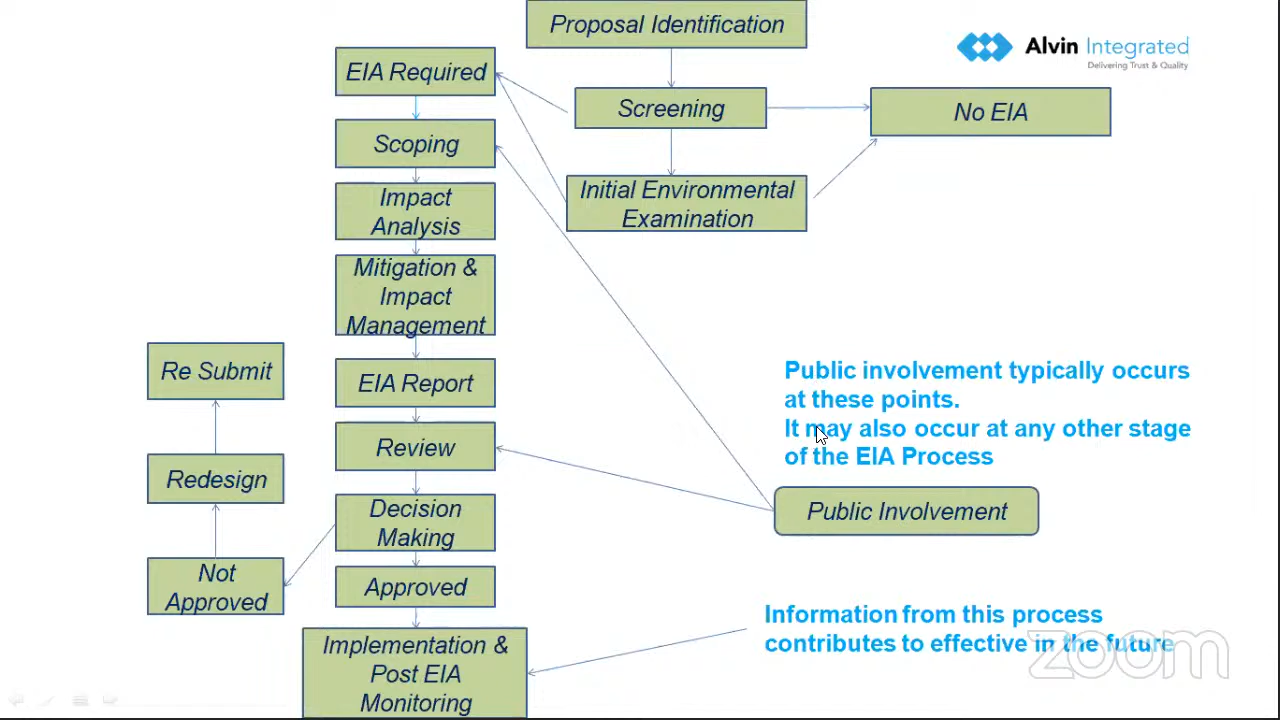 Proposal Identification
Alvin Integrated
Delivering Trust & Quality
EIA Required
Screening
No EIA
Scoping
Initial Environmental
Examination
Impact
Analysis
Mitigation &
Impact
Management
Re Submit
EIA Report
Public involvement typically occurs
at these points.
It may also occur at any other stage
of the EIA Process
Review
Redesign
Decision
Making
Public Involvement
Not
Approved
Approved
Information from this process
contributes to effective in the future
Implementation &
Post EIA
Monitoring
zoom